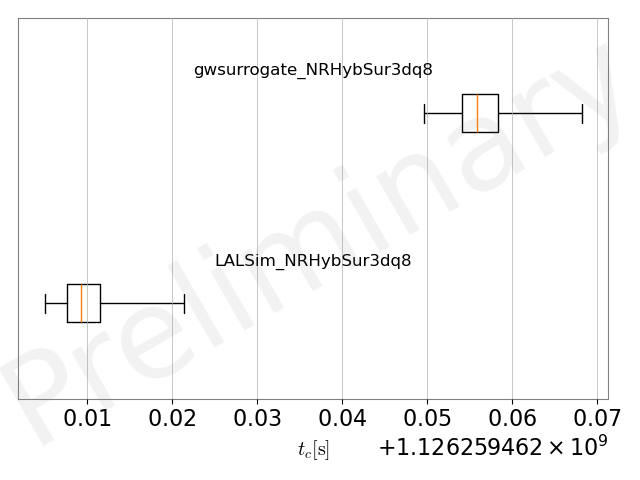 gwsurrogate_NRHybSur3dq8
LALSim_NRHybSur3dq8
Preliminary
0.01 0.02 0.03 0.04 0.05 0.06 0.07
t_c[s] +1.126259462 × 10⁹